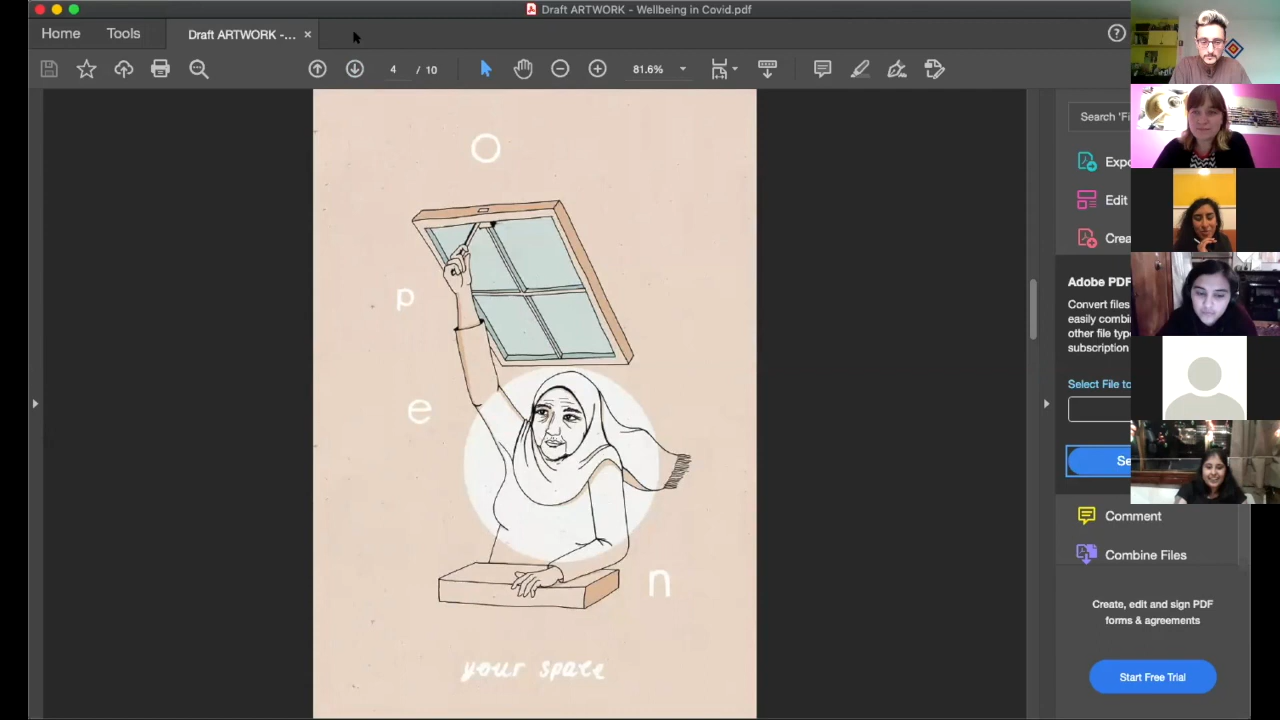 Draft ARTWORK - Wellbeing in Covid.pdf
Home
Tools
Draft ARTWORK -...
4 / 10
81.6%
O
p
e
n
your space
Search 'Fi
Expo
Edit
Crea
Adobe PDF
Convert files
easily combi
other file type
subscription
Select File to
Se
Comment
Combine Files
Create, edit and sign PDF
forms & agreements
Start Free Trial